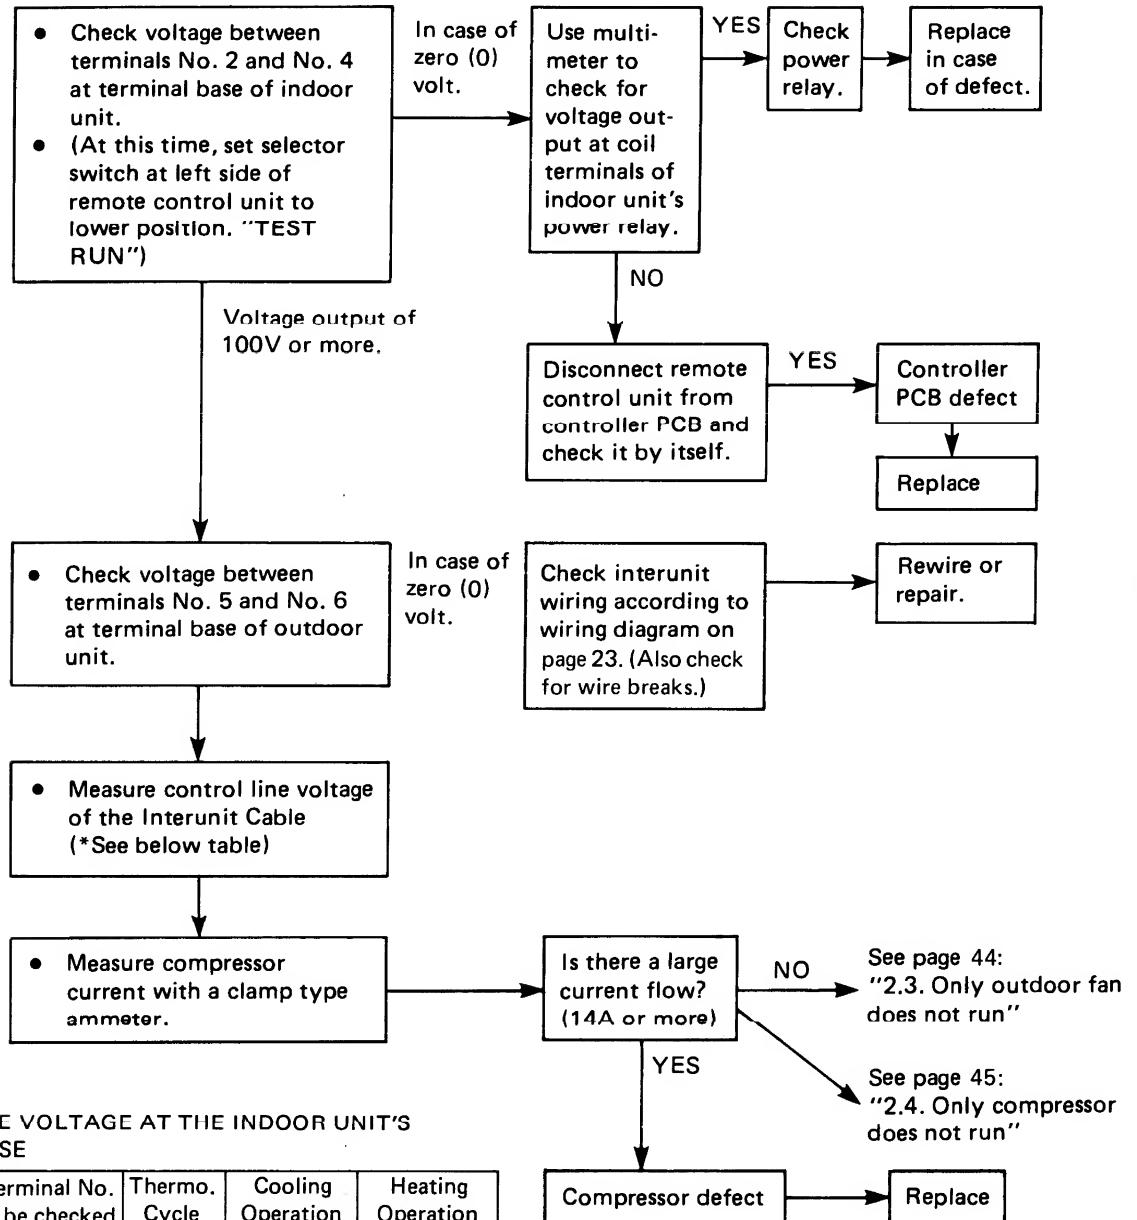 ● Check voltage between
terminals No. 2 and No. 4
at terminal base of indoor
unit.
● (At this time, set selector
switch at left side of
remote control unit to
lower position. "TEST
RUN")
In case of
zero (0)
volt.
Use multi-
meter to
check for
voltage out-
put at coil
terminals of
indoor unit's
power relay.
YES
Check
power
relay.
Replace
in case
of defect.
NO
Voltage output of
100V or more.
Disconnect remote
control unit from
controller PCB and
check it by itself.
YES
Controller
PCB defect
Replace
● Check voltage between
terminals No. 5 and No. 6
at terminal base of outdoor
unit.
In case of
zero (0)
volt.
Check interunit
wiring according to
wiring diagram on
page 23. (Also check
for wire breaks.)
Rewire or
repair.
● Measure control line voltage
of the Interunit Cable
(*See below table)
● Measure compressor
current with a clamp type
ammeter.
Is there a large
current flow?
(14A or more)
NO
See page 44:
"2.3. Only outdoor fan
does not run"
See page 45:
"2.4. Only compressor
does not run"
YES
Compressor defect
Replace
E VOLTAGE AT THE INDOOR UNIT'S
SE
erminal No.
be checked
Thermo.
Cycle
Cooling
Operation
Heating
Operation